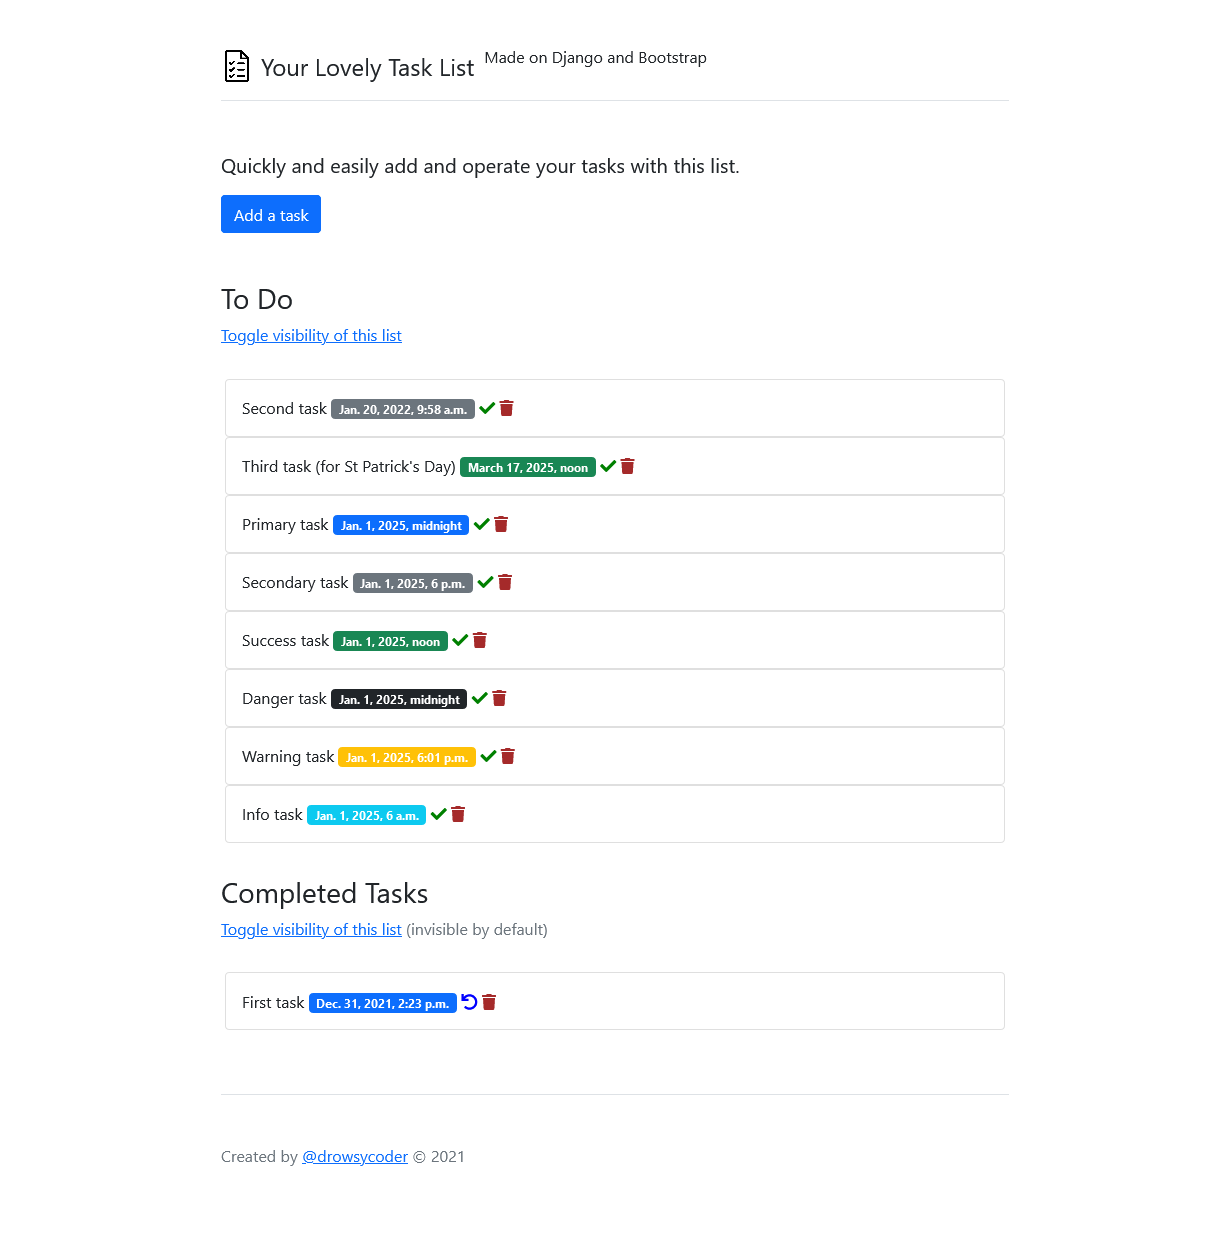 Your Lovely Task List Made on Django and Bootstrap
Quickly and easily add and operate your tasks with this list.
Add a task
To Do
Toggle visibility of this list
Second task Jan. 20, 2022, 9:58 a.m.
Third task (for St Patrick's Day) March 17, 2025, noon
Primary task Jan. 1, 2025, midnight
Secondary task Jan. 1, 2025, 6 p.m.
Success task Jan. 1, 2025, noon
Danger task Jan. 1, 2025, midnight
Warning task Jan. 1, 2025, 6:01 p.m.
Info task Jan. 1, 2025, 6 a.m.
Completed Tasks
Toggle visibility of this list (invisible by default)
First task Dec. 31, 2021, 2:23 p.m.
Created by @drowsycoder © 2021